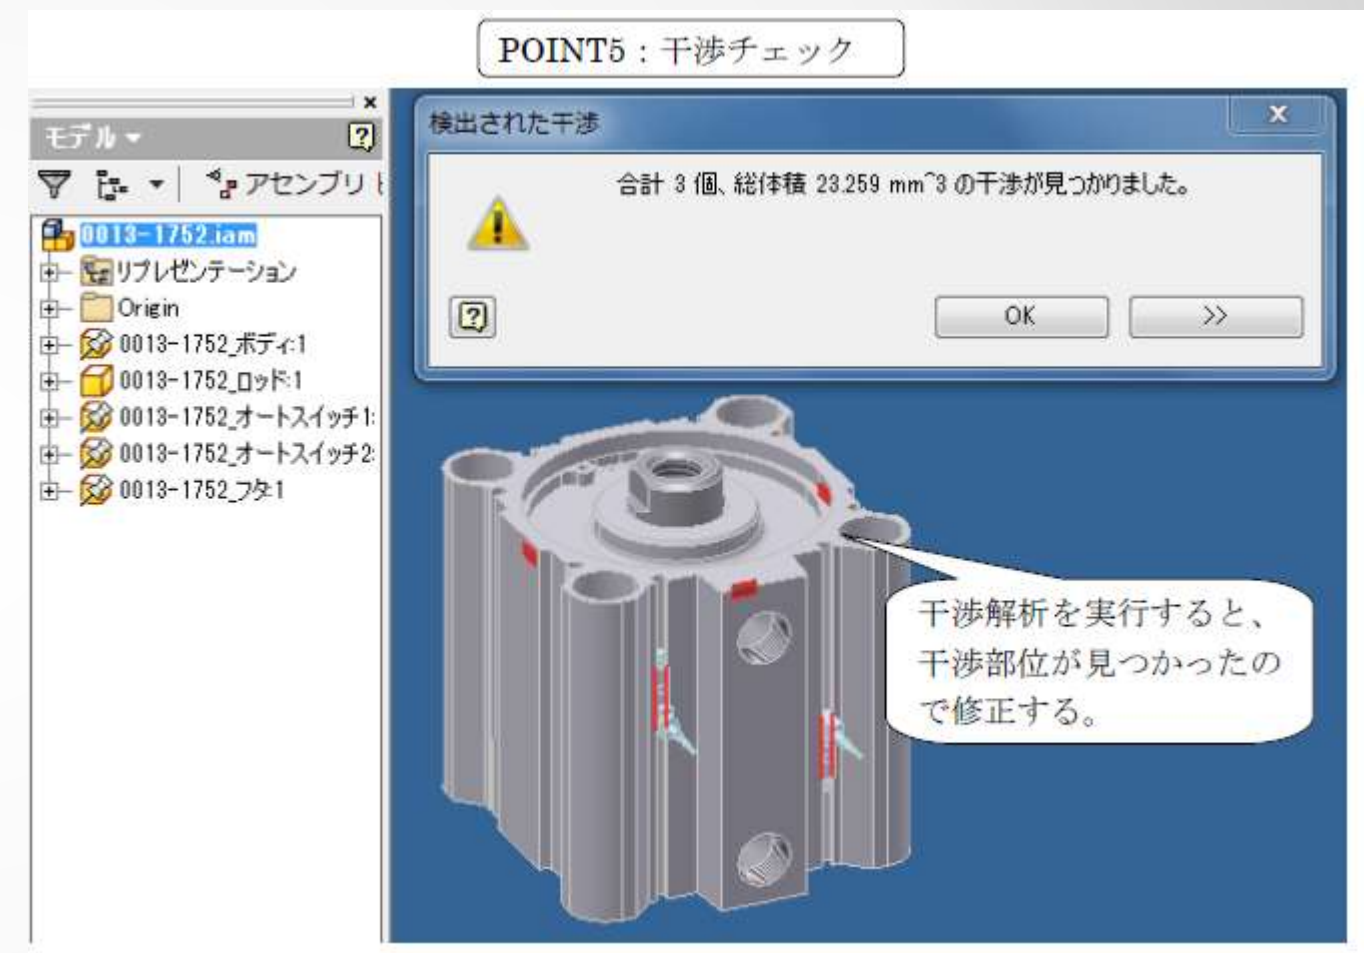 POINT5：干渉チェック
モデル
アセンブリ
0013-1752.iam
リプレゼンテーション
Origin
0013-1752_ボディ:1
0013-1752_ロッド:1
0013-1752_オートスイッチ1:
0013-1752_オートスイッチ2:
0013-1752_フタ:1
検出された干渉
合計 3 個、総体積 23.259 mm^3 の干渉が見つかりました。
OK
>>
干渉解析を実行すると、
干渉部位が見つかったの
で修正する。